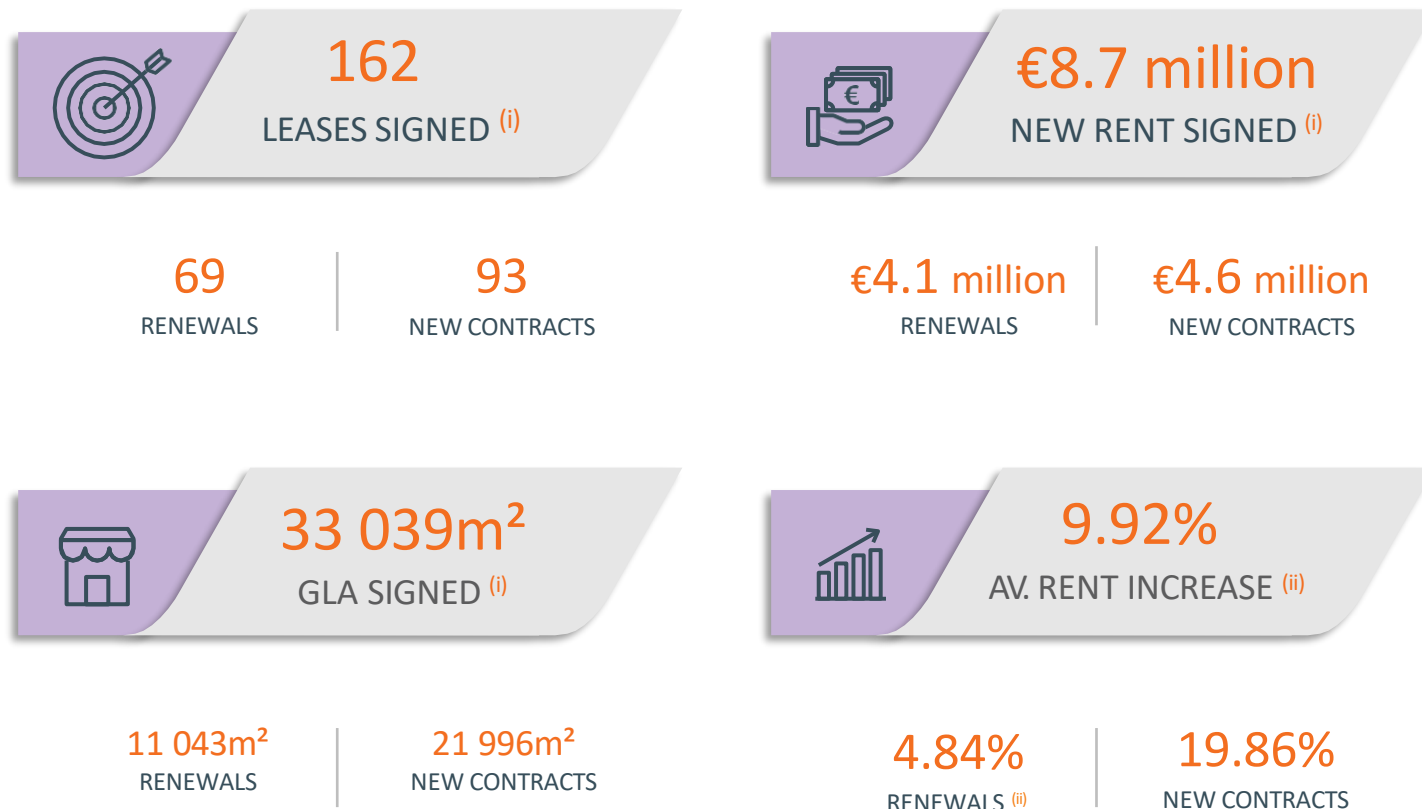 162
LEASES SIGNED (i)
69
RENEWALS
93
NEW CONTRACTS
€8.7 million
NEW RENT SIGNED (i)
€
€4.1 million
RENEWALS
€4.6 million
NEW CONTRACTS
33 039m²
GLA SIGNED (i)
11 043m²
RENEWALS
21 996m²
NEW CONTRACTS
9.92%
AV. RENT INCREASE (ii)
4.84%
RENEWALS (ii)
19.86%
NEW CONTRACTS